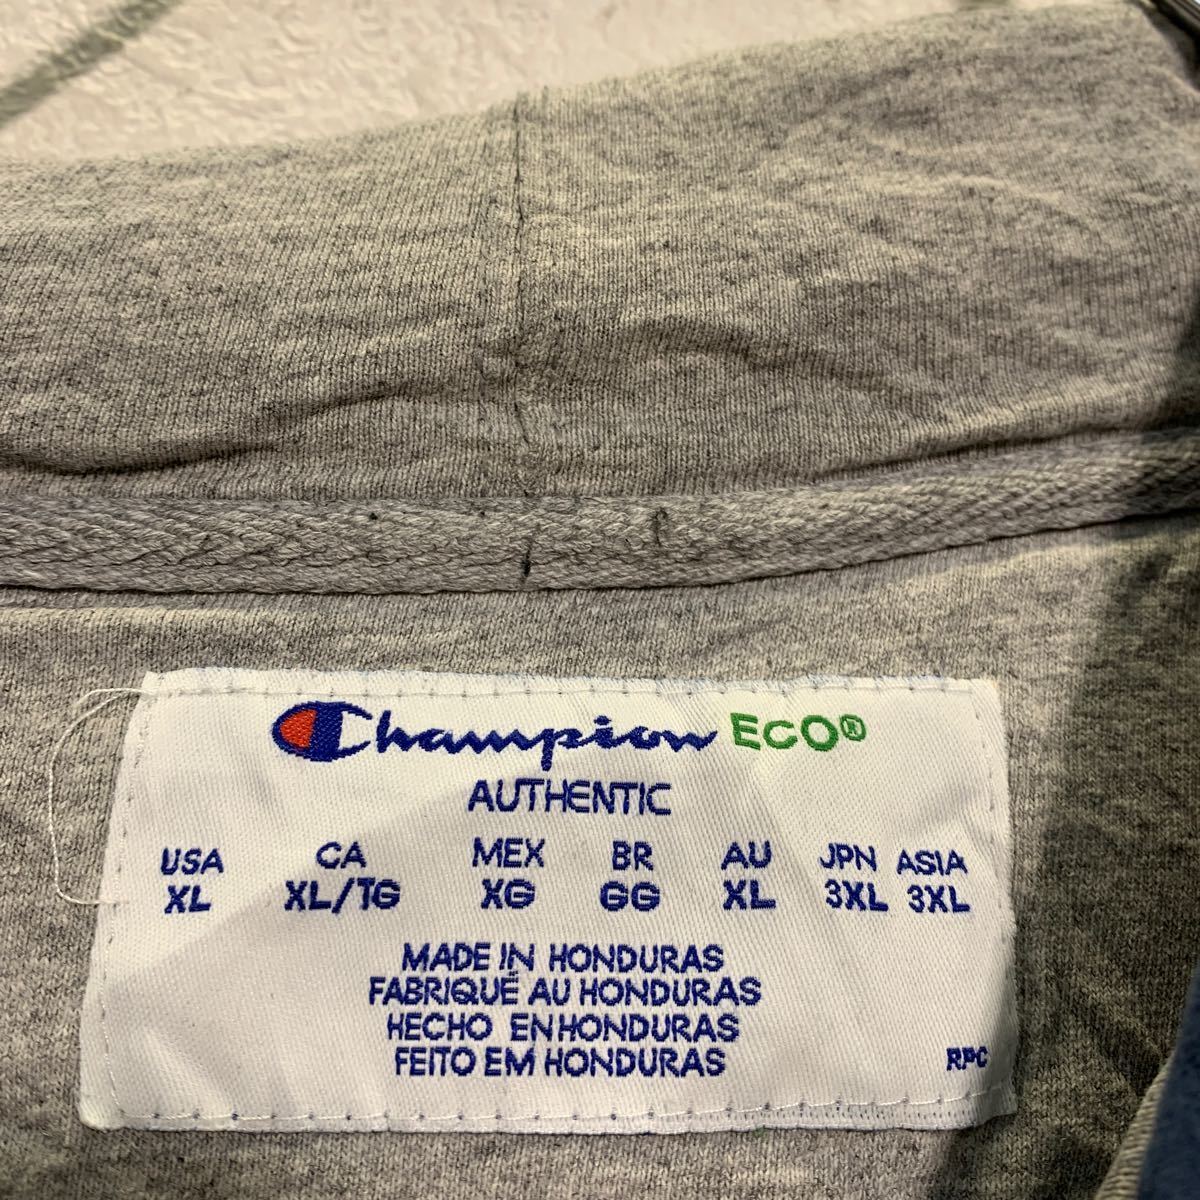 Champion ECO®
AUTHENTIC
USA CA MEX BR AU JPN ASIA
XL XL/TG XG GG XL 3XL 3XL
MADE IN HONDURAS
FABRIQUÉ AU HONDURAS
HECHO EN HONDURAS
FEITO EM HONDURAS
RPC